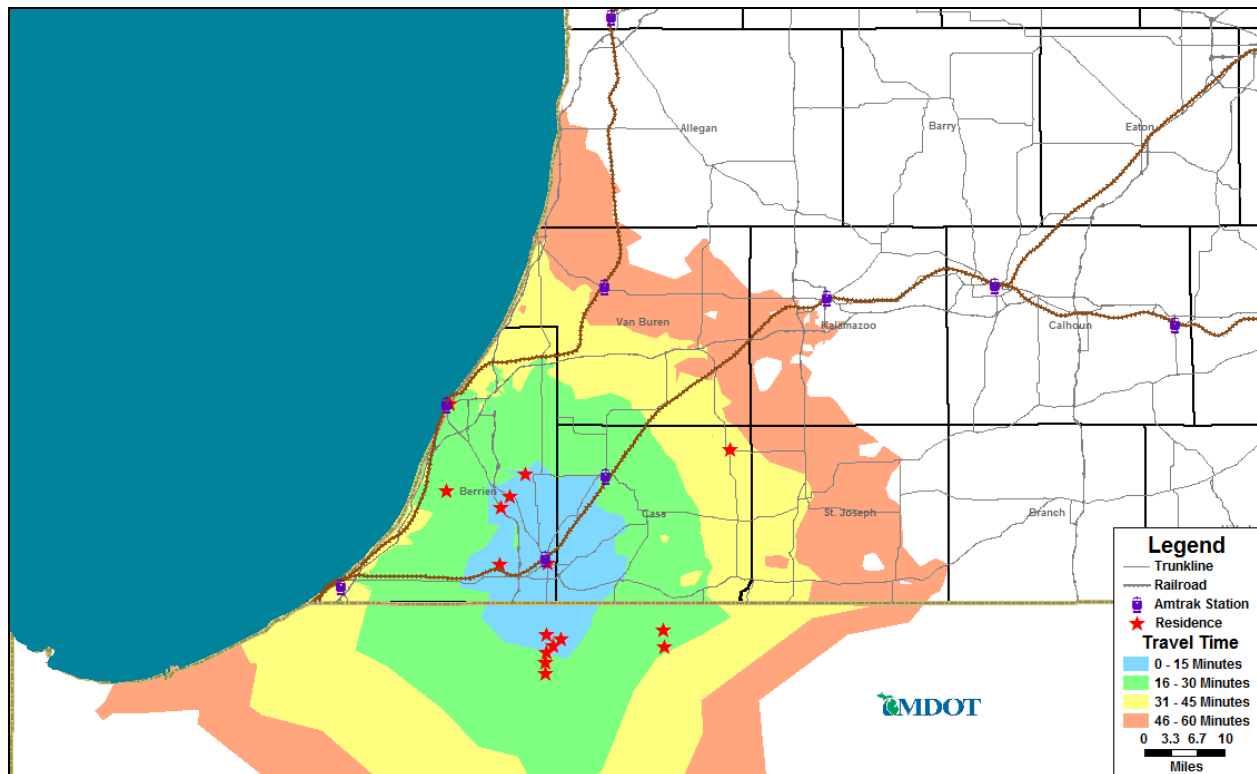 Allegan
Barry
Eaton
Van Buren
Kalamazoo
Calhoun
Berrien
Cass
St. Joseph
Branch
MDOT
Legend
Trunkline
Railroad
Amtrak Station
Residence
Travel Time
0 - 15 Minutes
16 - 30 Minutes
31 - 45 Minutes
46 - 60 Minutes
0 3.3 6.7 10
Miles